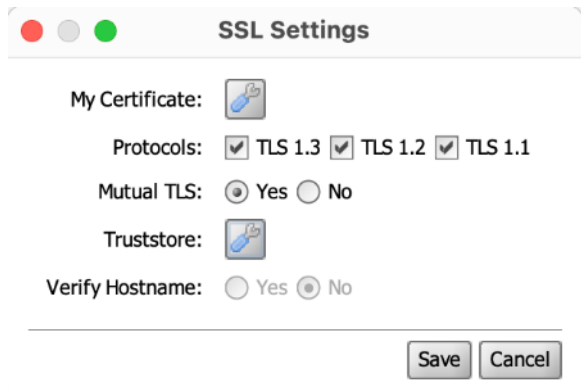 SSL Settings
My Certificate:
Protocols: TLS 1.3 TLS 1.2 TLS 1.1
Mutual TLS: Yes No
Truststore:
Verify Hostname: Yes No
Save Cancel